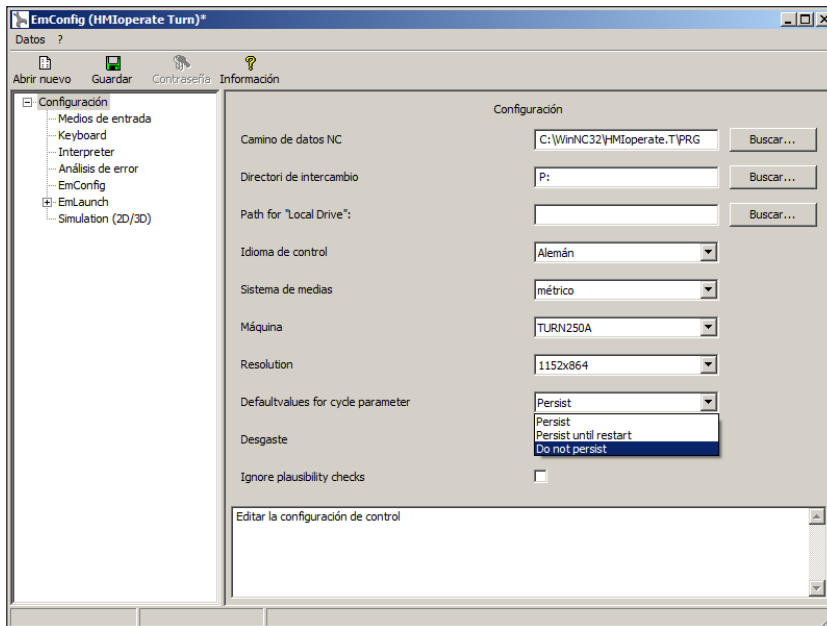 EmConfig (HMIoperate Turn)*
Datos ?
Abrir nuevo Guardar Contraseña Información
Configuración
Medios de entrada
Keyboard
Interpreter
Análisis de error
EmConfig
EmLaunch
Simulation (2D/3D)
Configuración
Camino de datos NC C:\WinNC32\HMIoperate.T\PRG Buscar...
Directori de intercambio P: Buscar...
Path for "Local Drive": Buscar...
Idioma de control Alemán
Sistema de medias métrico
Máquina TURN250A
Resolution 1152x864
Defaultvalues for cycle parameter Persist
Persist
Persist until restart
Desgaste
Do not persist
Ignore plausibility checks
Editar la configuración de control